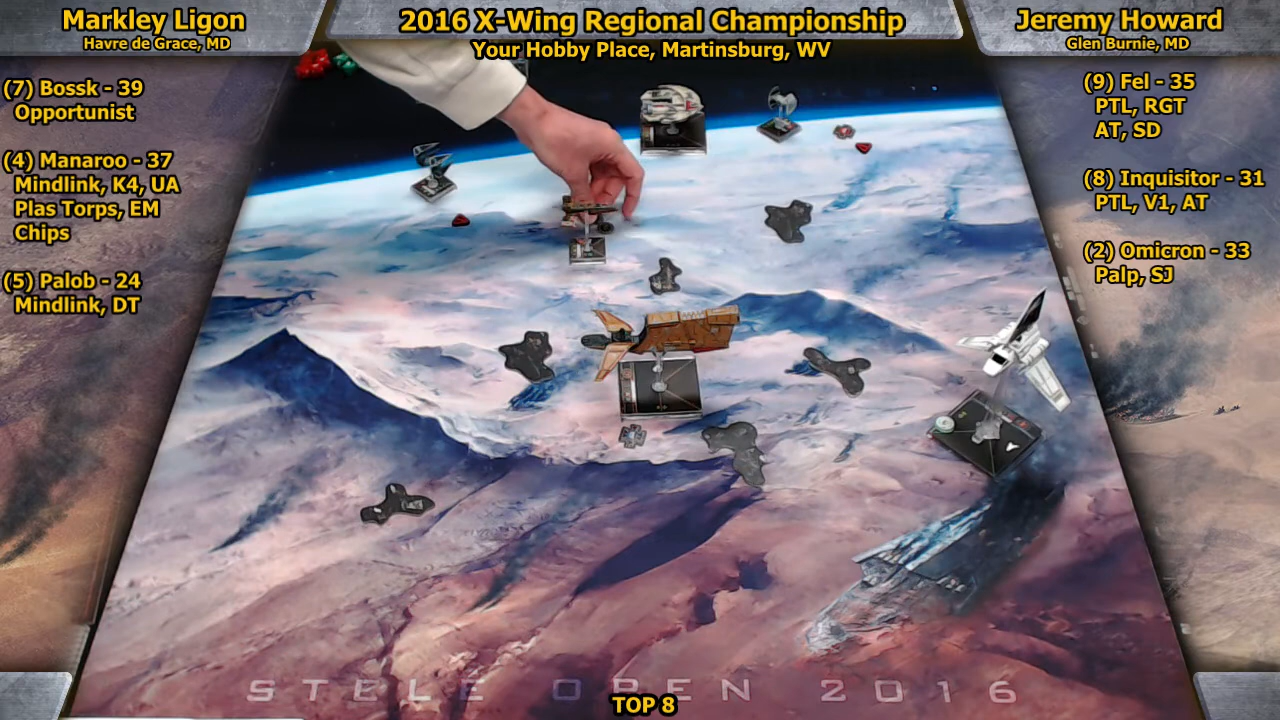 Markley Ligon
Havre de Grace, MD
2016 X-Wing Regional Championship
Your Hobby Place, Martinsburg, WV
Jeremy Howard
Glen Burnie, MD
(7) Bossk - 39
Opportunist
(4) Manaroo - 37
Mindlink, K4, UA
Plas Torps, EM
Chips
(5) Palob - 24
Mindlink, DT
(9) Fel - 35
PTL, RGT
AT, SD
(8) Inquisitor - 31
PTL, V1, AT
(2) Omicron - 33
Palp, SJ
STELE OPEN 2016
TOP 8